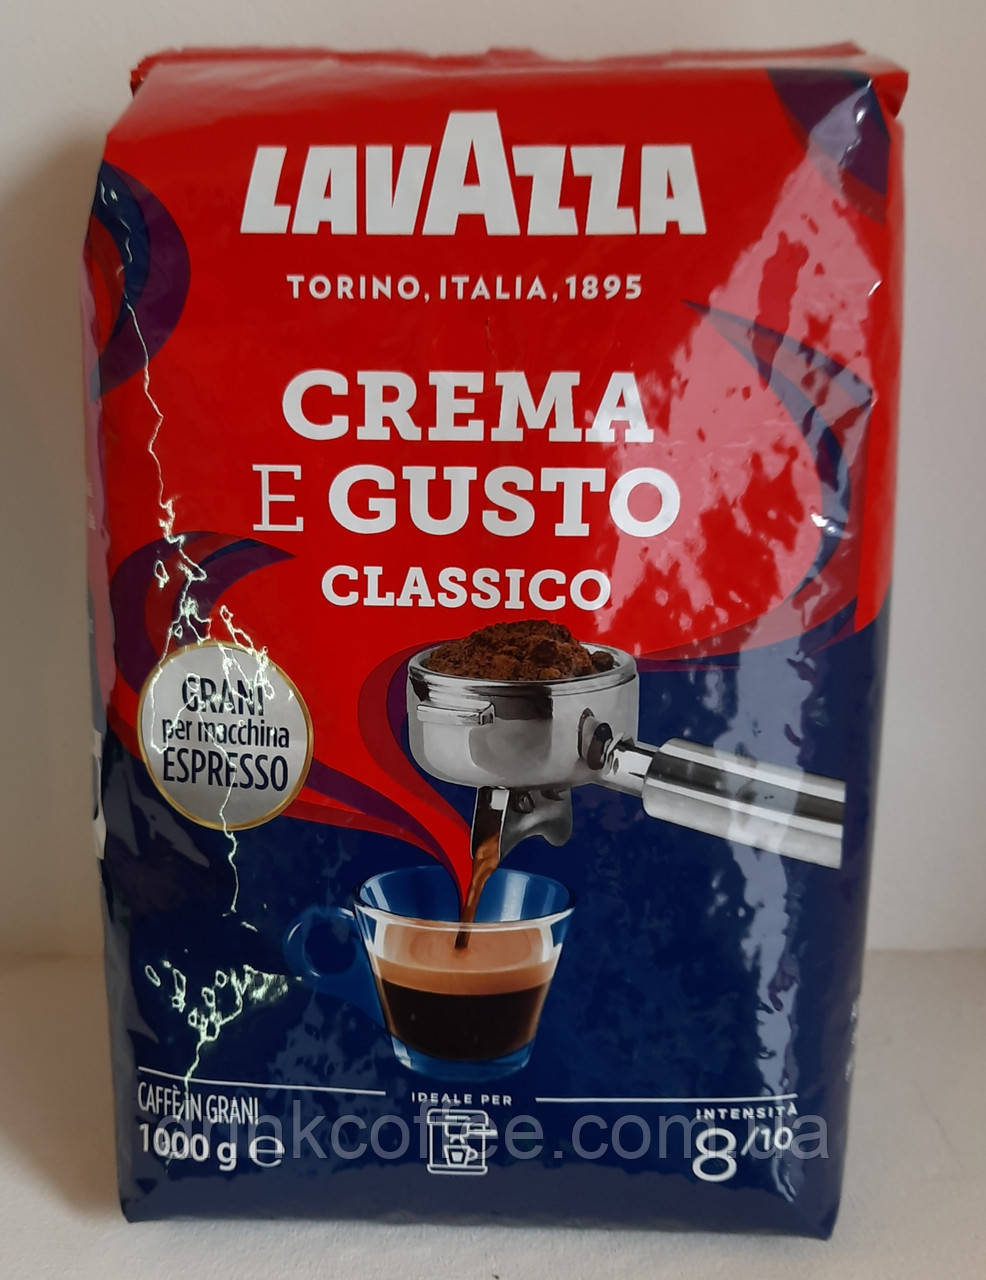 LAVAZZA
TORINO, ITALIA, 1895
CREMA
E GUSTO
CLASSICO
GRANI
per macchina
ESPRESSO
CAFFÈ IN GRANI
1000 g e
IDEALE PER
INTENSITÀ
8/10
drinkcoffee.com.ua